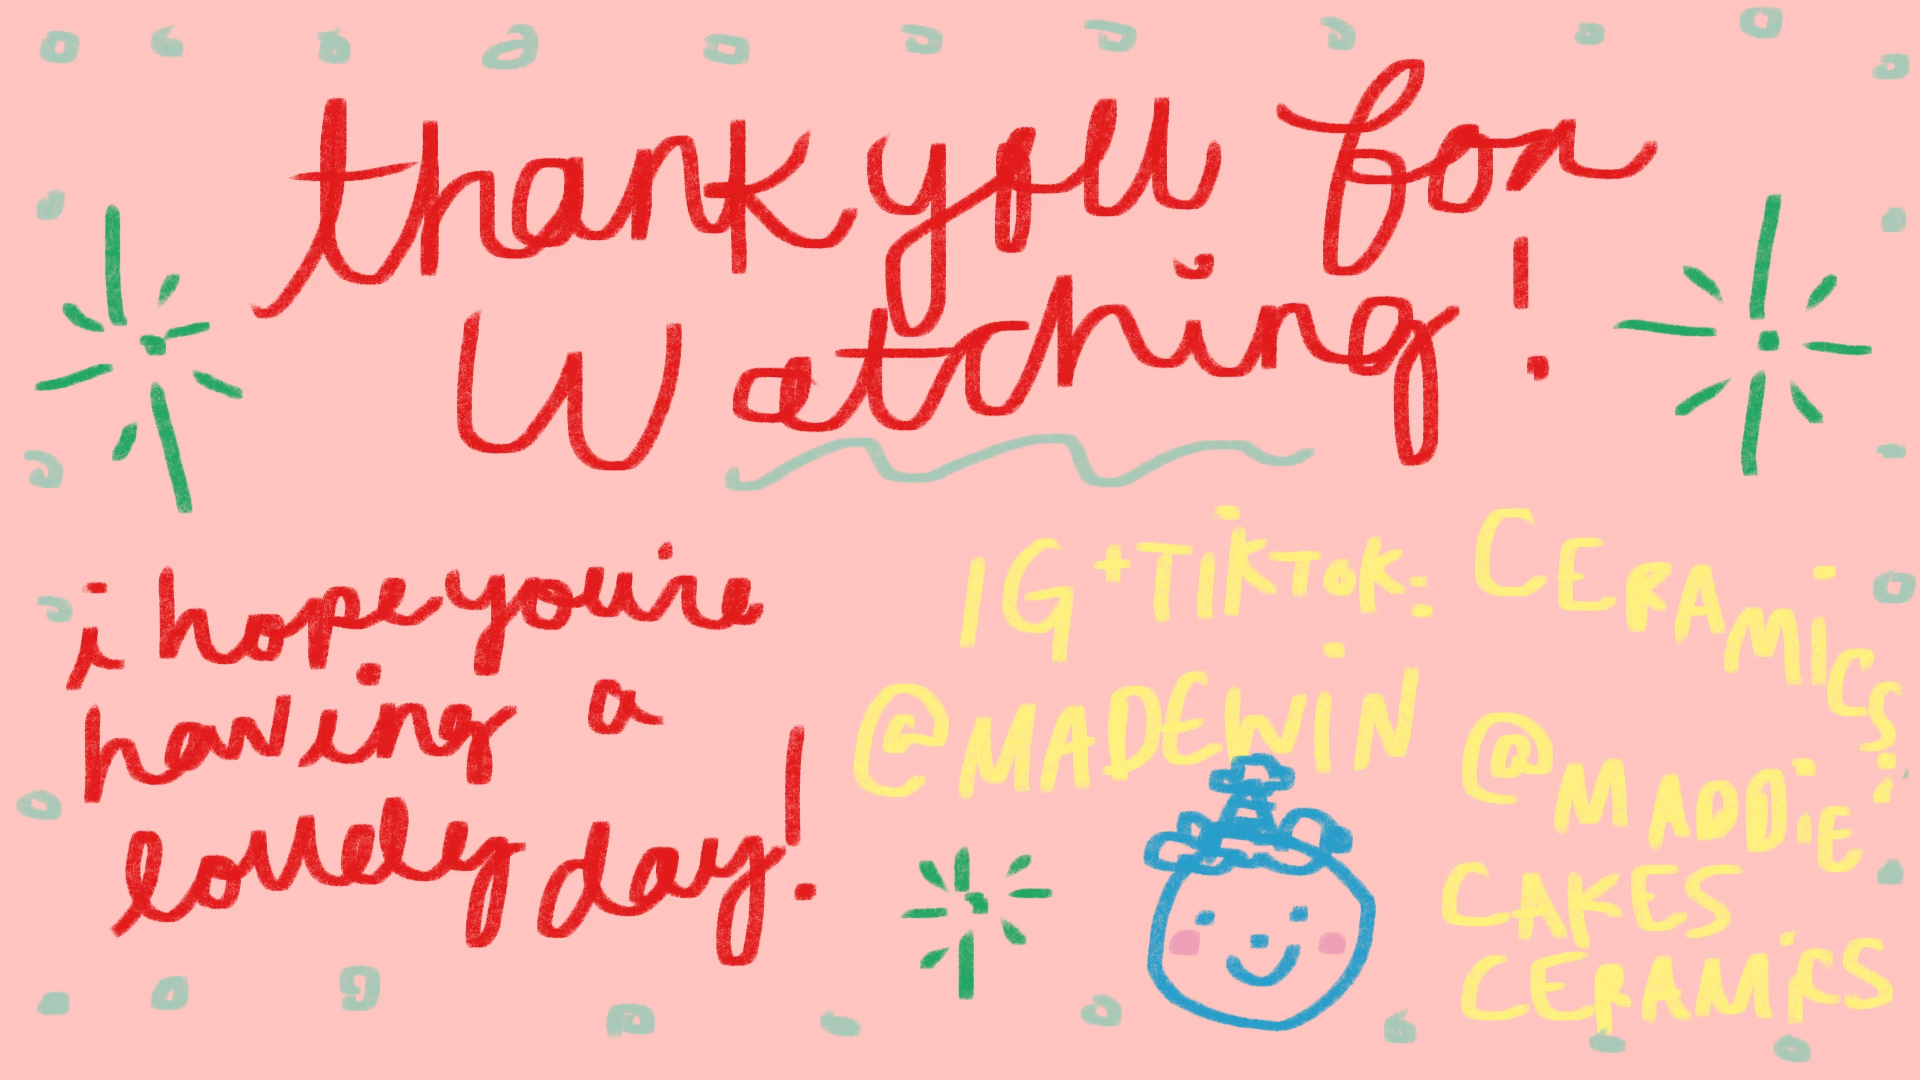 thank you for
watching!
i hope you're
having a
lovely day!
IG + TiKTOK:
@MADEWiN
CERAMiCS:
@MADDiE
CAKES
CERAMiCS